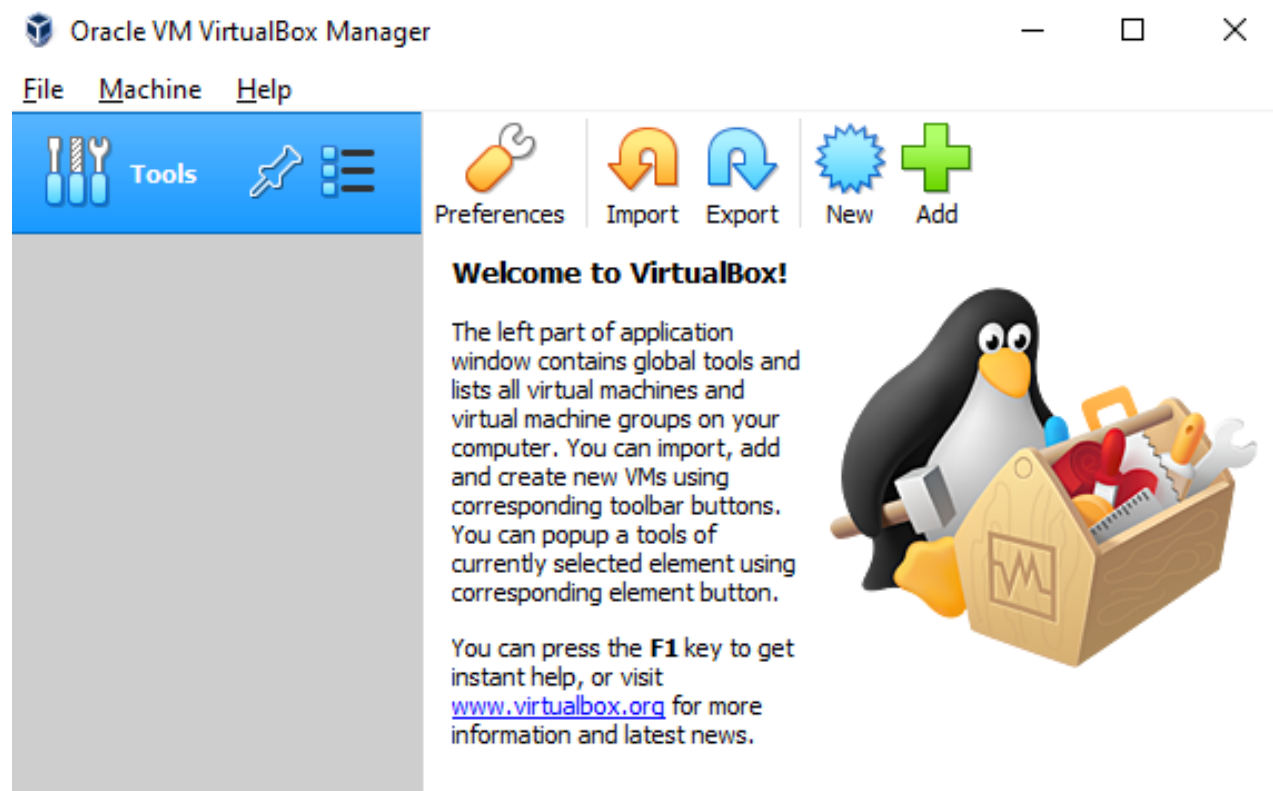 Oracle VM VirtualBox Manager
File Machine Help
Tools
Preferences Import Export New Add
Welcome to VirtualBox!
The left part of application
window contains global tools and
lists all virtual machines and
virtual machine groups on your
computer. You can import, add
and create new VMs using
corresponding toolbar buttons.
You can popup a tools of
currently selected element using
corresponding element button.
You can press the F1 key to get
instant help, or visit
www.virtualbox.org for more
information and latest news.